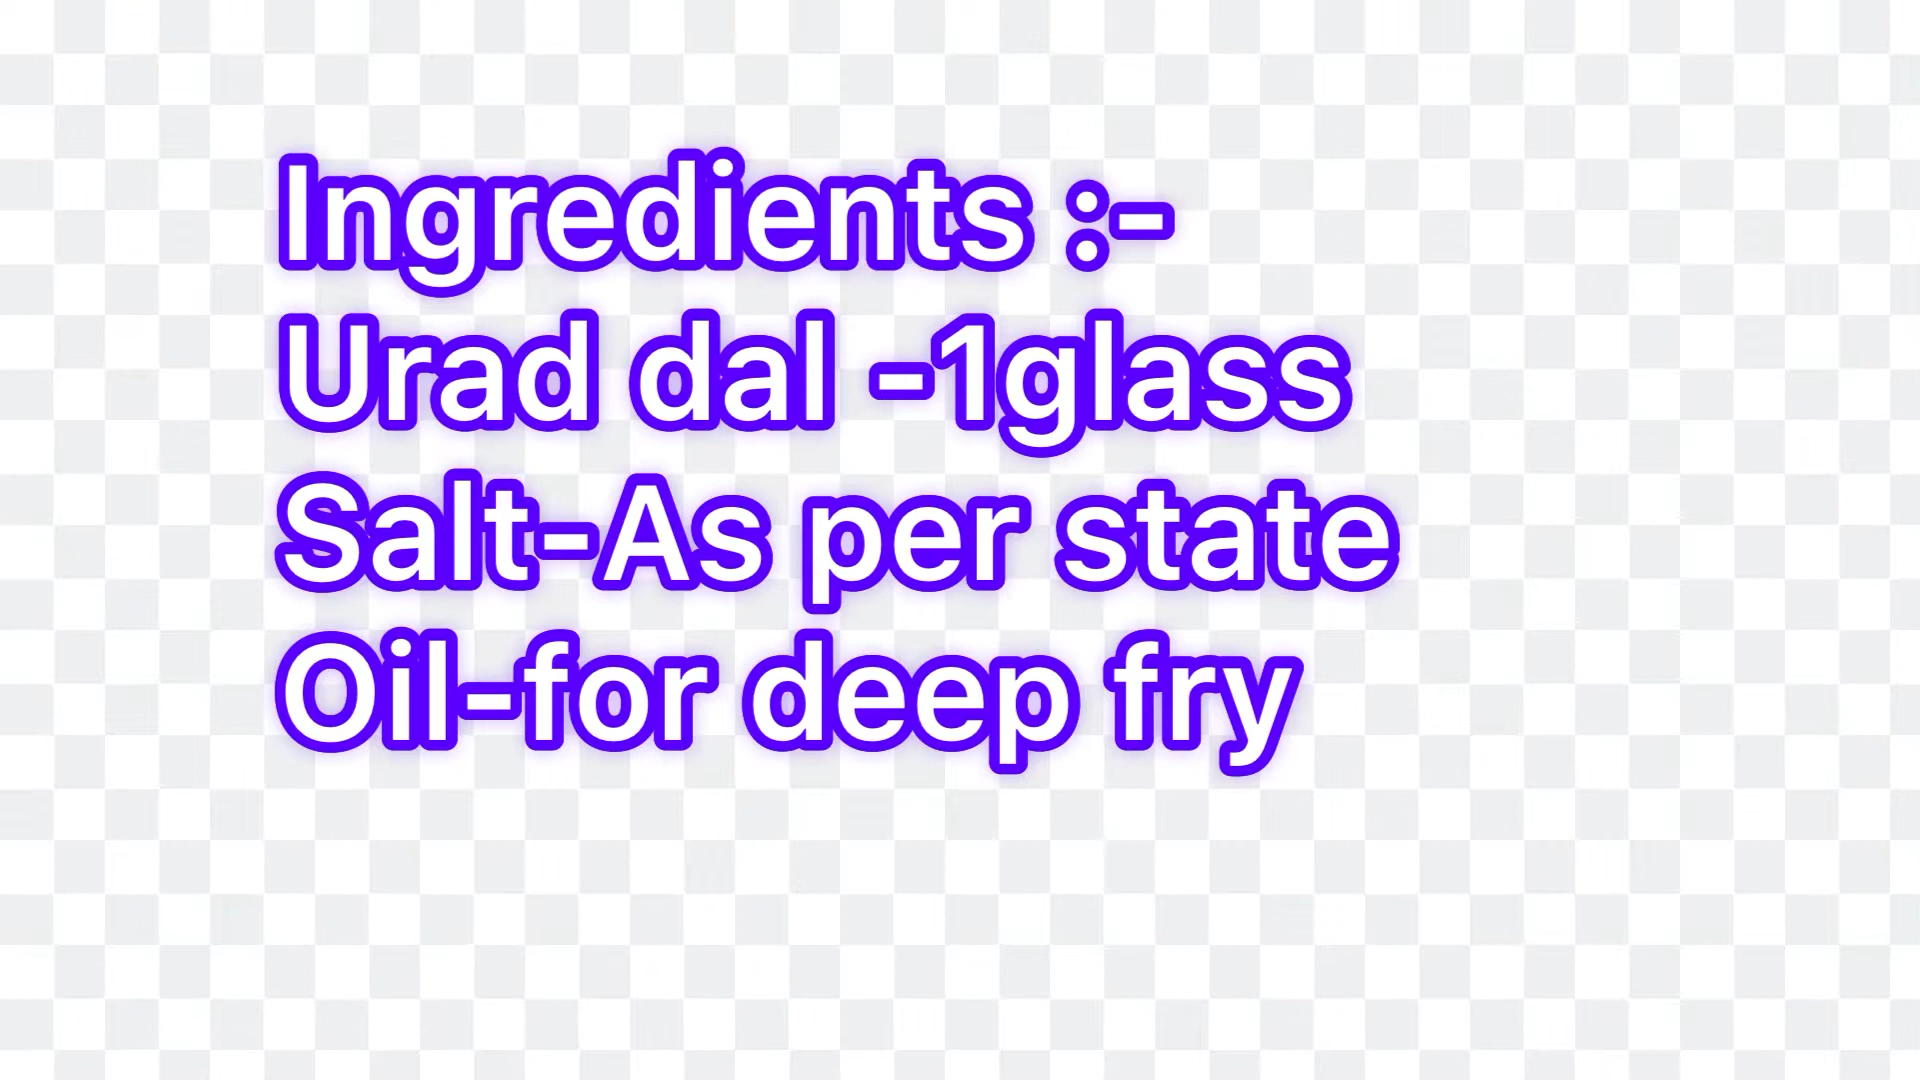 Ingredients :-
Urad dal -1glass
Salt-As per state
Oil-for deep fry